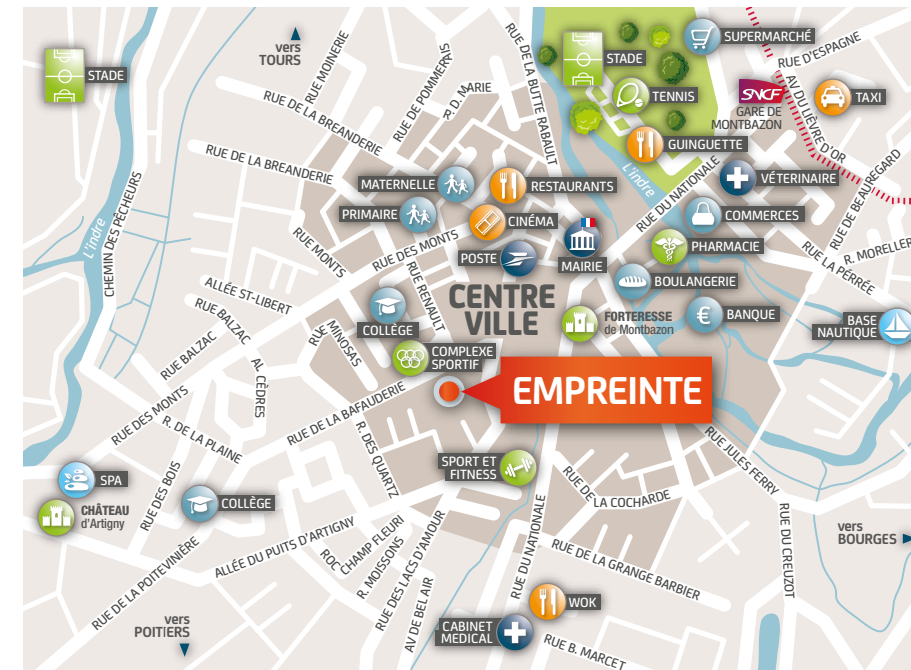 vers
TOURS
STADE
RUE MOINERIE
RUE DE POMMERS
SIS
R. D. MARIE
RUE DE LA BUTTE RABAULT
STADE
SUPERMARCHÉ
RUE D'ESPAGNE
TENNIS
SNCF
GARE DE
MONTBAZON
TAXI
AV DU LIÈVRE D'OR
RUE DE LA BREANDERIE
RUE DE LA BREANDERIE
GUINGUETTE
L'indre
RUE DU NATIONALE
VÉTERINAIRE
RUE DE BEAUREGARD
MATERNELLE
RESTAURANTS
PRIMAIRE
CINÉMA
COMMERCES
CHEMIN DES PÊCHEURS
L'indre
RUE MONTS
RUE DES MONTS
POSTE
MAIRIE
PHARMACIE
R. MORELLER
RUE LA PÉRRÉE
BOULANGERIE
ALLÉE ST-LIBERT
RUE RENAULT
CENTRE
VILLE
COLLÈGE
FORTERESSE
de Montbazon
BANQUE
BASE
NAUTIQUE
RUE BALZAC
RUE BALZAC
RUE MINOSAS
COMPLEXE
SPORTIF
AL CÈDRES
EMPREINTE
RUE DES MONTS
R. DE LA PLAINE
RUE DE LA BAFAUDERIE
R. DES QUARTZ
RUE JULES FERRY
SPORT ET
FITNESS
SPA
CHÂTEAU
d'Artigny
RUE DES BOIS
COLLÈGE
RUE DE LA COCHARDE
RUE DU CREUZOT
vers
BOURGES
ALLÉE DU PUITS D'ARTIGNY
ROC
CHAMP FLEURI
R. MOISSONS
RUE DES LACS D'AMOUR
AV DE BEL AIR
RUE DU NATIONALE
RUE DE LA GRANGE BARBIER
RUE DE LA POITEVINIÈRE
vers
POITIERS
WOK
CABINET
MEDICAL
RUE B. MARCET